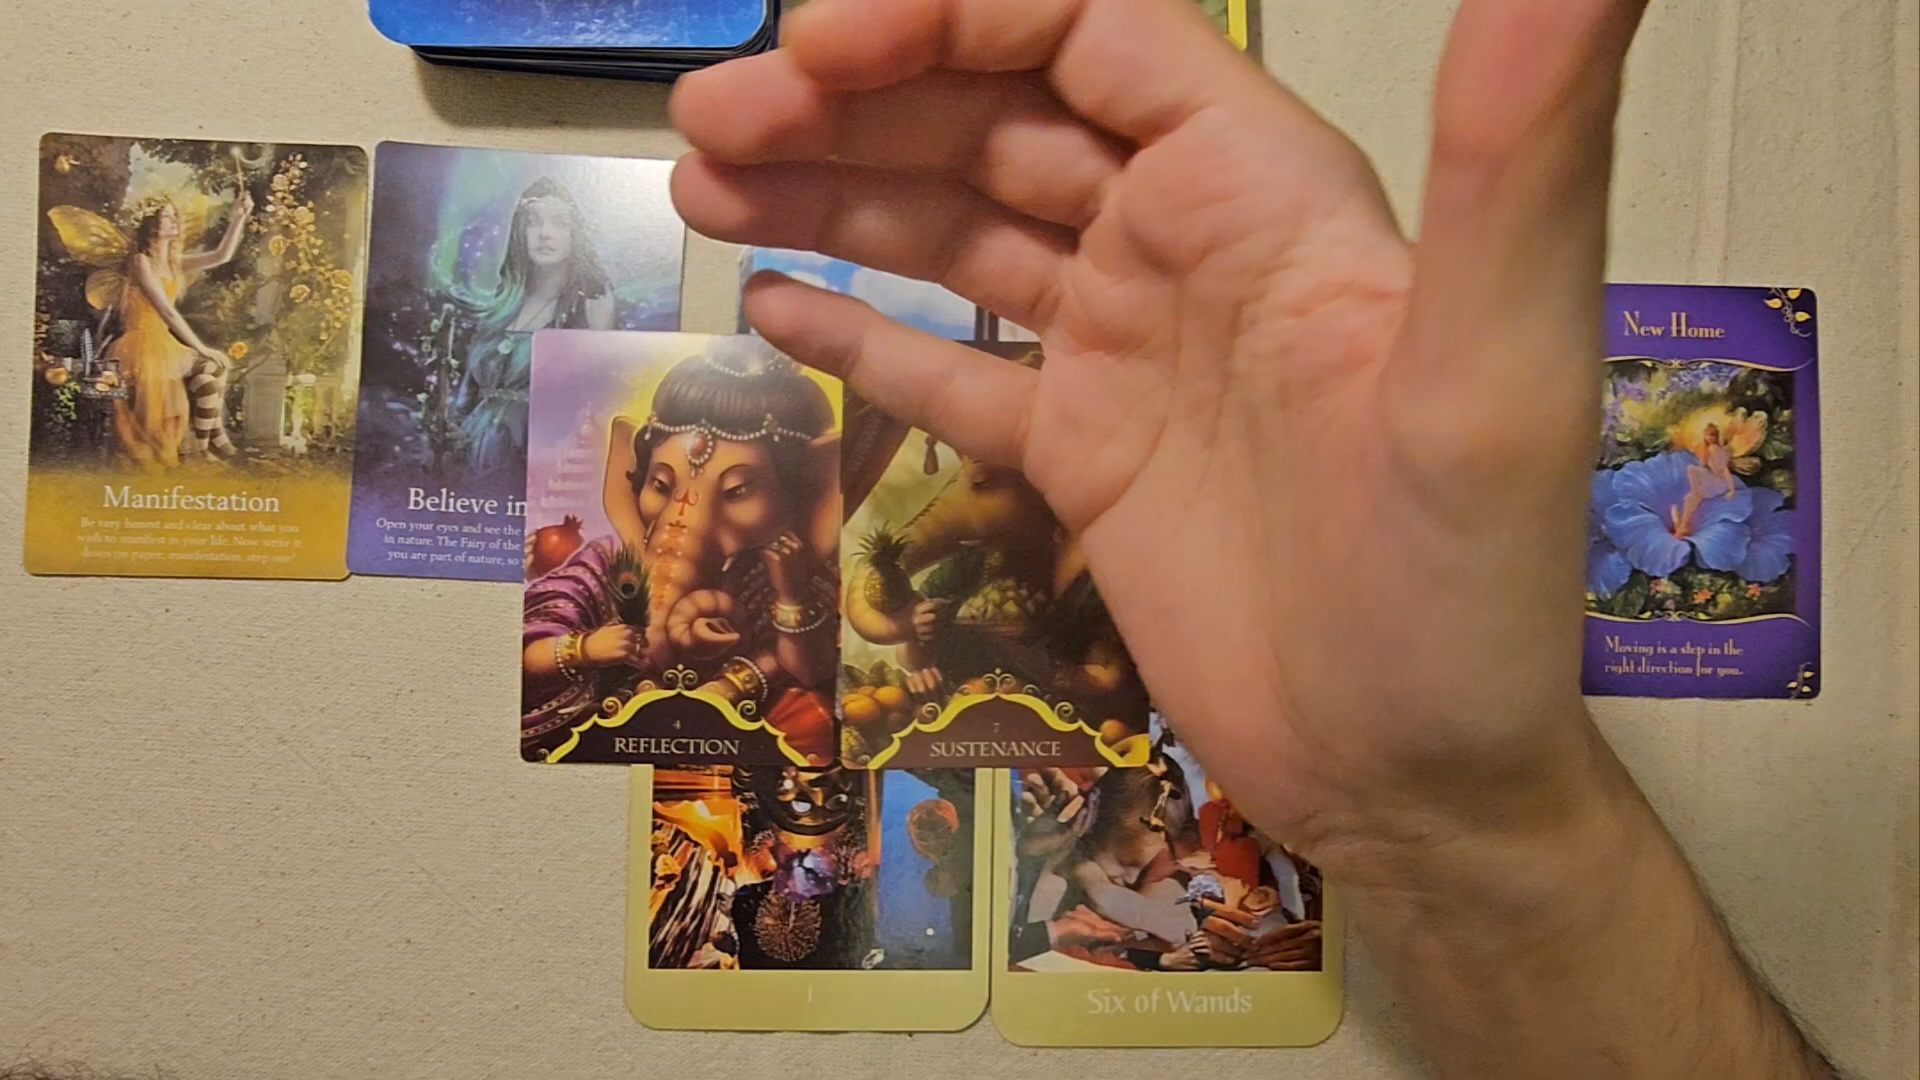 Manifestation
Be very honest and clear about what you
wish to manifest in your life. Now write it
down on paper; manifestation, step one!
Believe in
Open your eyes and see the
in nature. The Fairy of the
you are part of nature, so
New Home
Moving is a step in the
right direction for you.
4
REFLECTION
7
SUSTENANCE
I
Six of Wands